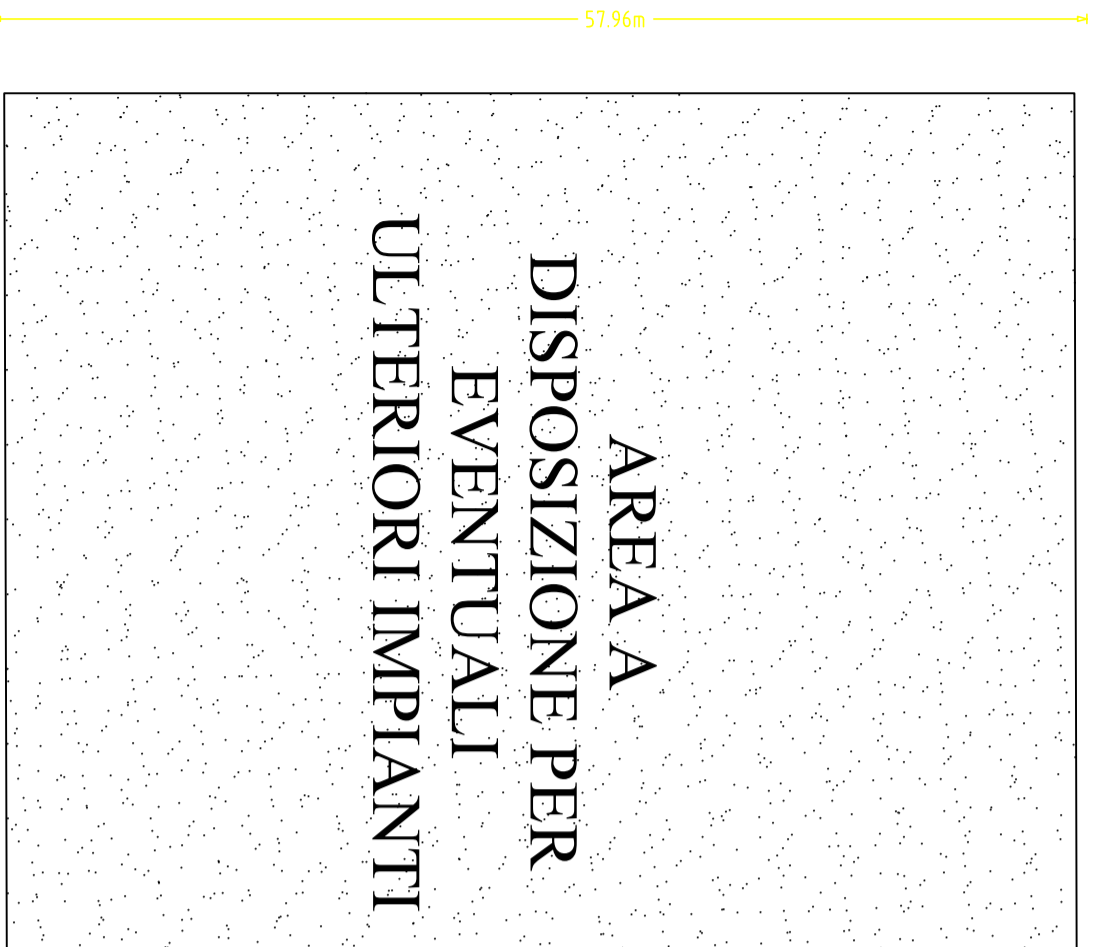 57.96m
AREA A
DISPOSIZIONE PER
EVENTUALI
ULTERIORI IMPIANTI